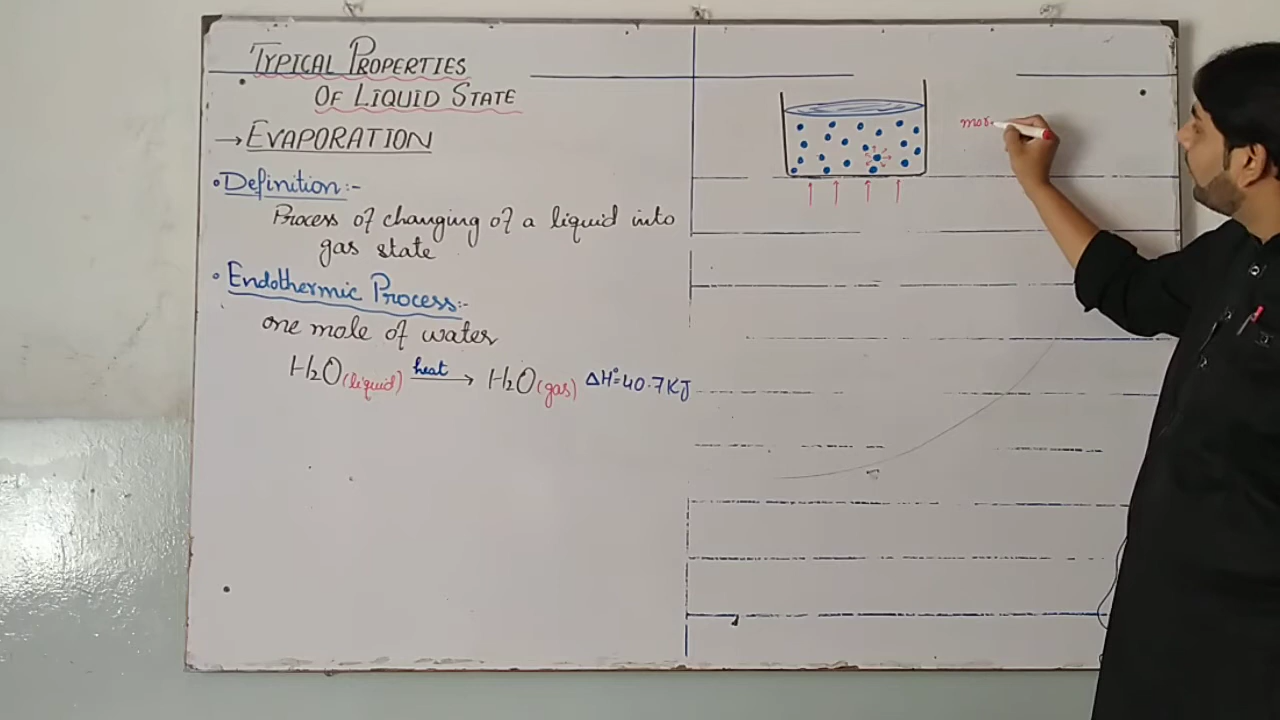 TYPICAL PROPERTIES
OF LIQUID STATE
→EVAPORATION
• Definition:-
Process of changing of a liquid into
gas state
• Endothermic Process:-
one mole of water
H₂O(liquid) heat → H₂O(gas) ΔH°=40.7KJ
mor